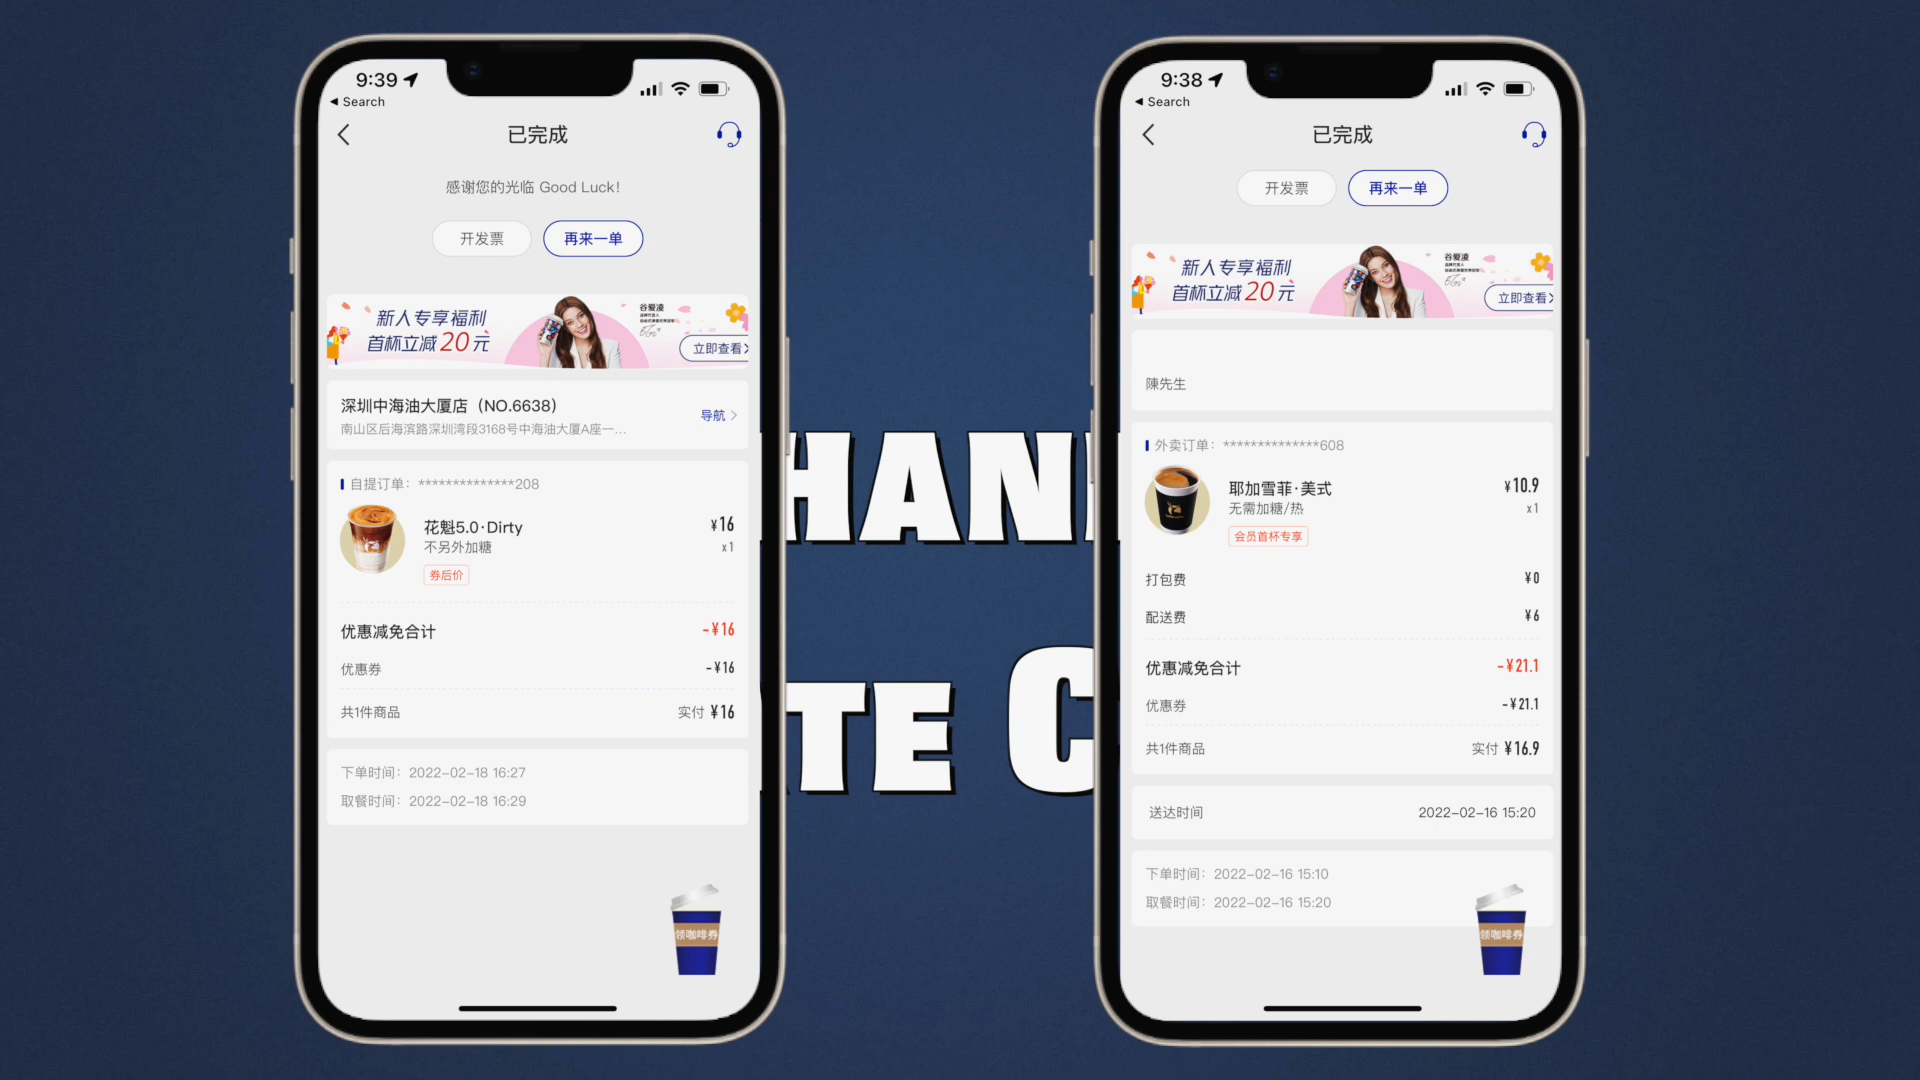 9:39
Search
已完成
感谢您的光临 Good Luck!
开发票
再来一单
新人专享福利
首杯立减20元
谷爱凌
立即查看
深圳中海油大厦店（NO.6638）
导航
南山区后海滨路深圳湾段3168号中海油大厦A座一...
自提订单：**************208
花魁5.0·Dirty
¥16
不另外加糖
x1
券后价
优惠减免合计
-¥16
优惠券
-¥16
共1件商品
实付 ¥16
下单时间：2022-02-18 16:27
取餐时间：2022-02-18 16:29
领咖啡券
HAN
TE C
9:38
Search
已完成
开发票
再来一单
新人专享福利
首杯立减20元
谷爱凌
立即查看
陳先生
外卖订单：**************608
耶加雪菲·美式
¥10.9
无需加糖/热
x1
会员首杯专享
打包费
¥0
配送费
¥6
优惠减免合计
-¥21.1
优惠券
-¥21.1
共1件商品
实付 ¥16.9
送达时间
2022-02-16 15:20
下单时间：2022-02-16 15:10
取餐时间：2022-02-16 15:20
领咖啡券